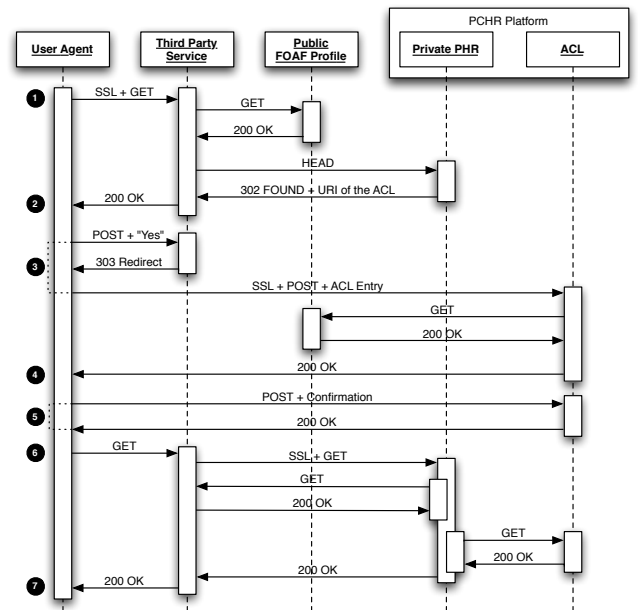 PCHR Platform
User Agent
Third Party
Service
Public
FOAF Profile
Private PHR
ACL
1
SSL + GET
GET
200 OK
HEAD
302 FOUND + URI of the ACL
2
200 OK
POST + "Yes"
3
303 Redirect
SSL + POST + ACL Entry
GET
200 OK
4
200 OK
POST + Confirmation
5
200 OK
6
GET
SSL + GET
GET
200 OK
GET
200 OK
7
200 OK
200 OK